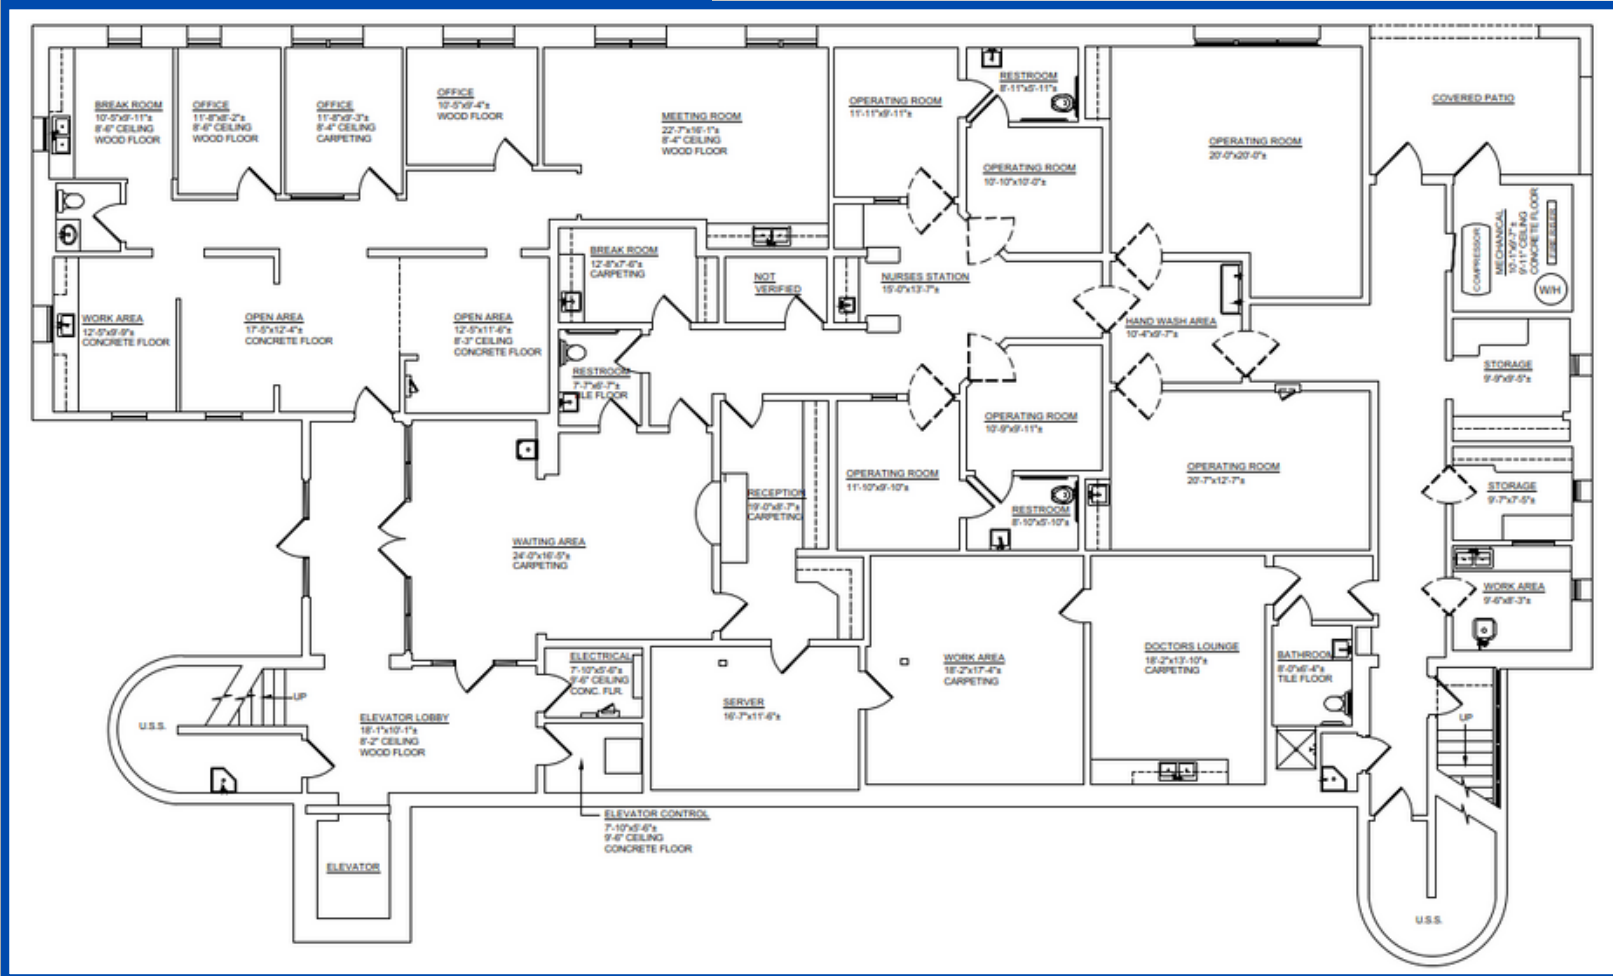 BREAK ROOM
10'-5"x9'-11"±
8'-6" CEILING
WOOD FLOOR
OFFICE
11'-8"x8'-2"±
8'-6" CEILING
WOOD FLOOR
OFFICE
11'-8"x9'-3"±
8'-4" CEILING
CARPETING
OFFICE
10'-5"x9'-4"±
WOOD FLOOR
MEETING ROOM
22'-7"x16'-1"±
8'-4" CEILING
WOOD FLOOR
OPERATING ROOM
11'-11"x9'-11"±
RESTROOM
8'-11"x5'-11"±
OPERATING ROOM
10'-10"x10'-0"±
OPERATING ROOM
20'-0"x20'-0"±
COVERED PATIO
COMPRESSOR
MECHANICAL
10'-1"x9'-7"±
9'-11" CEILING
CONCRETE FLOOR
W/H
BREAK ROOM
12'-8"x7'-6"±
CARPETING
NOT
VERIFIED
NURSES STATION
15'-0"x13'-7"±
HAND WASH AREA
10'-4"x9'-7"±
WORK AREA
12'-5"x9'-9"±
CONCRETE FLOOR
OPEN AREA
17'-5"x12'-4"±
CONCRETE FLOOR
OPEN AREA
12'-5"x11'-6"±
8'-3" CEILING
CONCRETE FLOOR
RESTROOM
7'-7"x6'-7"±
TILE FLOOR
STORAGE
9'-9"x9'-5"±
OPERATING ROOM
10'-9"x9'-11"±
OPERATING ROOM
11'-10"x9'-10"±
RESTROOM
8'-10"x5'-10"±
OPERATING ROOM
20'-7"x12'-7"±
STORAGE
9'-7"x7'-5"±
RECEPTION
19'-0"x8'-7"±
CARPETING
WAITING AREA
24'-0"x16'-5"±
CARPETING
WORK AREA
9'-6"x8'-3"±
ELECTRICAL
7'-10"x5'-6"±
9'-6" CEILING
CONC. FLR.
SERVER
16'-7"x11'-6"±
WORK AREA
18'-2"x17'-4"±
CARPETING
DOCTORS LOUNGE
18'-2"x13'-10"±
CARPETING
BATHROOM
8'-0"x6'-4"±
TILE FLOOR
UP
U.S.S.
ELEVATOR LOBBY
18'-1"x10'-1"±
8'-2" CEILING
WOOD FLOOR
UP
ELEVATOR CONTROL
7'-10"x5'-6"±
9'-6" CEILING
CONCRETE FLOOR
ELEVATOR
U.S.S.